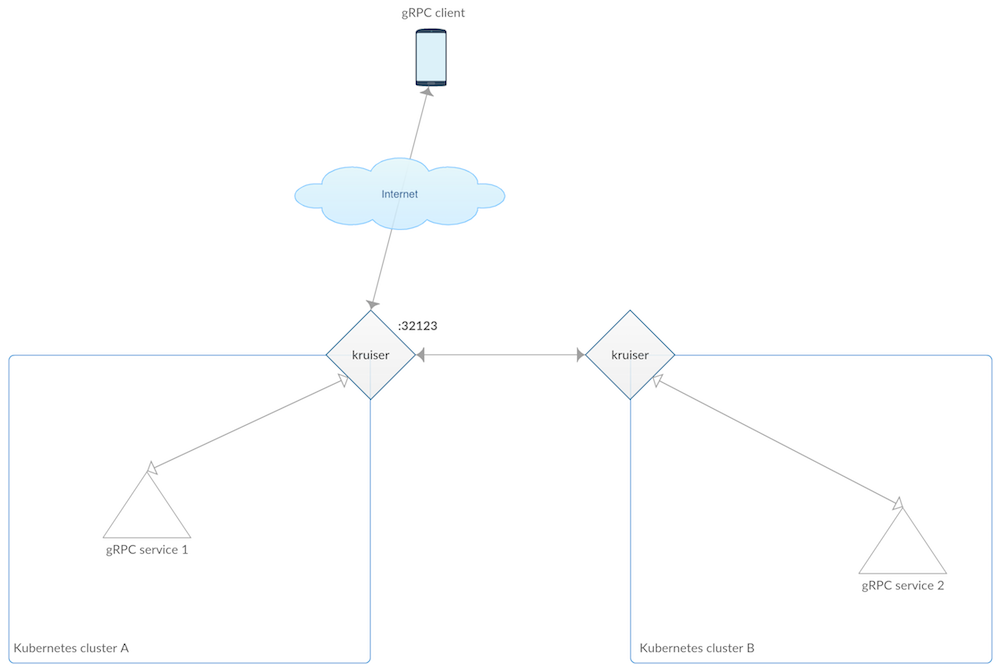 gRPC client
Internet
:32123
kruiser
kruiser
gRPC service 1
gRPC service 2
Kubernetes cluster A
Kubernetes cluster B